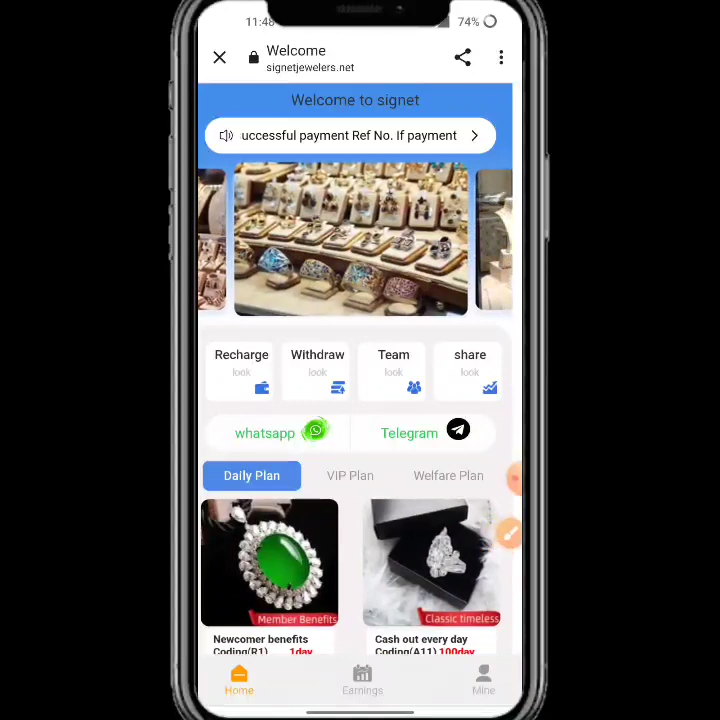 11:48
74%
Welcome
signetjewelers.net
Welcome to signet
uccessful payment Ref No. If payment
Recharge
Withdraw
Team
share
look
look
look
look
whatsapp
Telegram
Daily Plan
VIP Plan
Welfare Plan
Member Benefits
Classic timeless
Newcomer benefits
Cash out every day
Coding(R1) 1day
Coding(A11) 100day
Home
Earnings
Mine